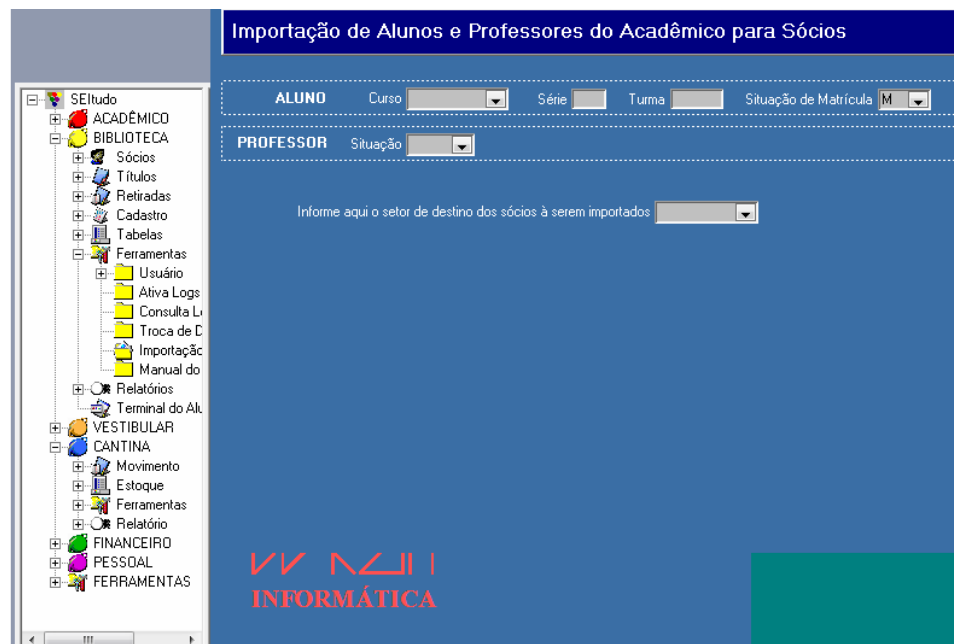 Importação de Alunos e Professores do Acadêmico para Sócios
ALUNO Curso Série Turma Situação de Matrícula M
PROFESSOR Situação
Informe aqui o setor de destino dos sócios à serem importados
SEItudo
ACADÊMICO
BIBLIOTECA
Sócios
Títulos
Retiradas
Cadastro
Tabelas
Ferramentas
Usuário
Ativa Logs
Consulta L
Troca de D
Importação
Manual do
Relatórios
Terminal do Alu
VESTIBULAR
CANTINA
Movimento
Estoque
Ferramentas
Relatório
FINANCEIRO
PESSOAL
FERRAMENTAS
INFORMÁTICA